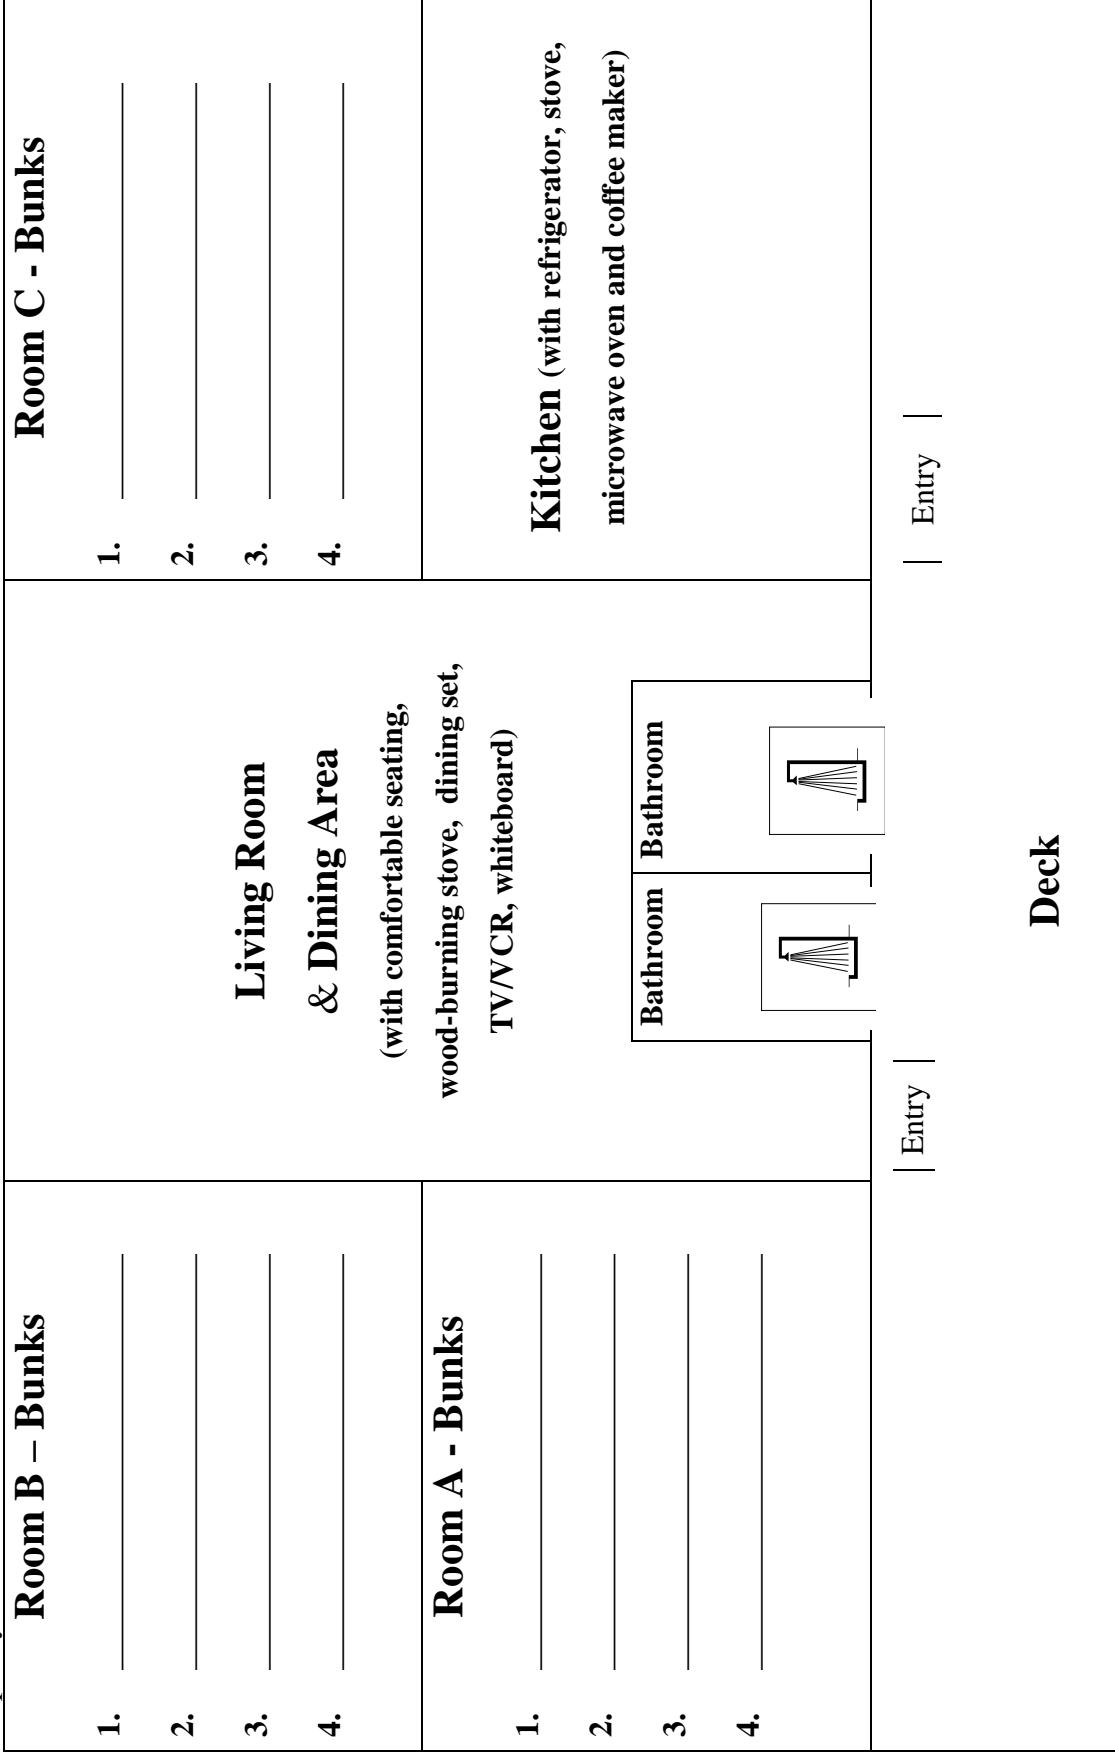 Room B – Bunks
1.
2.
3.
4.
Room A - Bunks
1.
2.
3.
4.
Living Room
& Dining Area
(with comfortable seating,
wood-burning stove, dining set,
TV/VCR, whiteboard)
Bathroom
Bathroom
Room C - Bunks
1.
2.
3.
4.
Kitchen (with refrigerator, stove,
microwave oven and coffee maker)
| Entry |
| Entry |
Deck